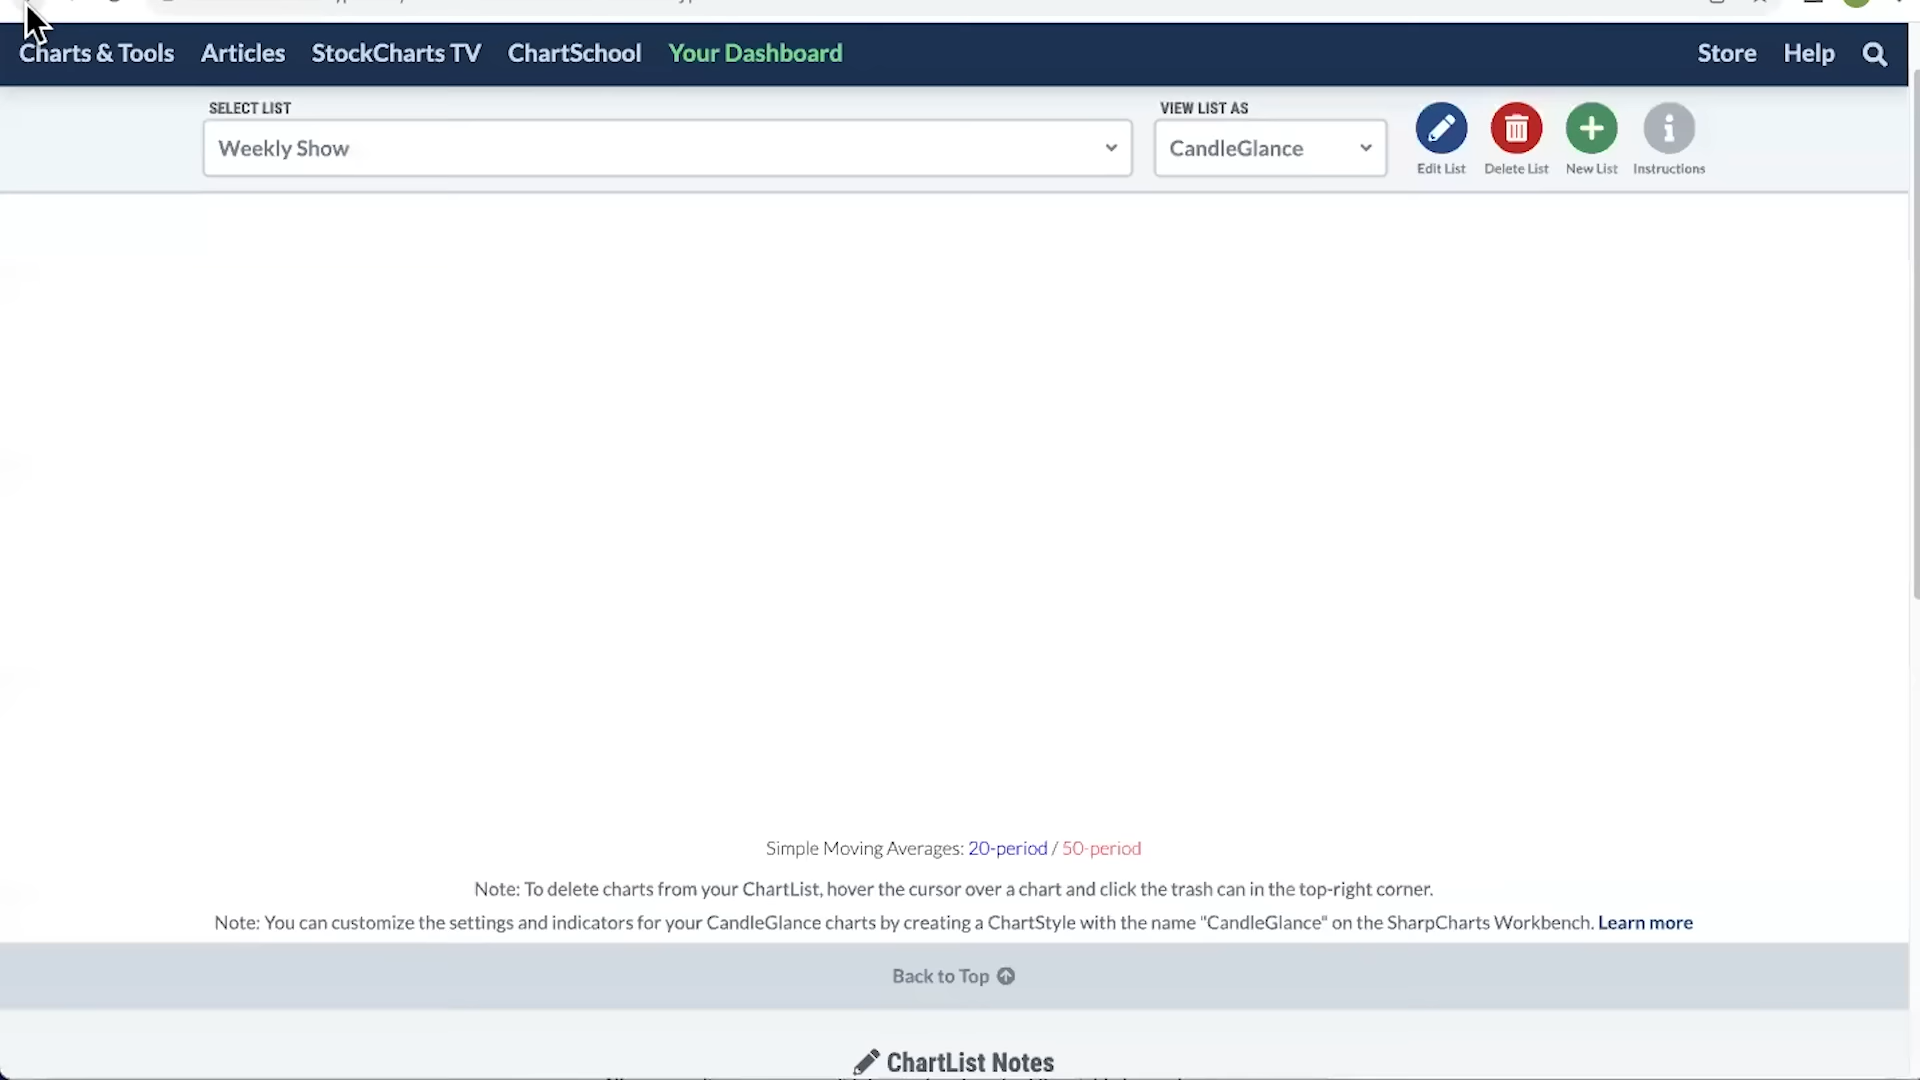 Charts & Tools Articles StockCharts TV ChartSchool Your Dashboard Store Help
SELECT LIST VIEW LIST AS
Weekly Show CandleGlance
Edit List Delete List New List Instructions
Simple Moving Averages: 20-period / 50-period
Note: To delete charts from your ChartList, hover the cursor over a chart and click the trash can in the top-right corner.
Note: You can customize the settings and indicators for your CandleGlance charts by creating a ChartStyle with the name "CandleGlance" on the SharpCharts Workbench. Learn more
Back to Top
ChartList Notes